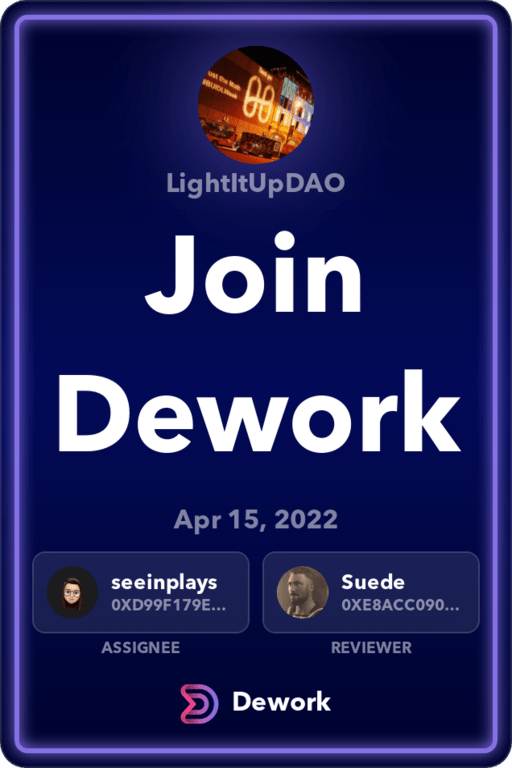 LightItUpDAO
Join
Dework
Apr 15, 2022
seeinplays
0XD99F179E...
ASSIGNEE
Suede
0XE8ACC090...
REVIEWER
Dework